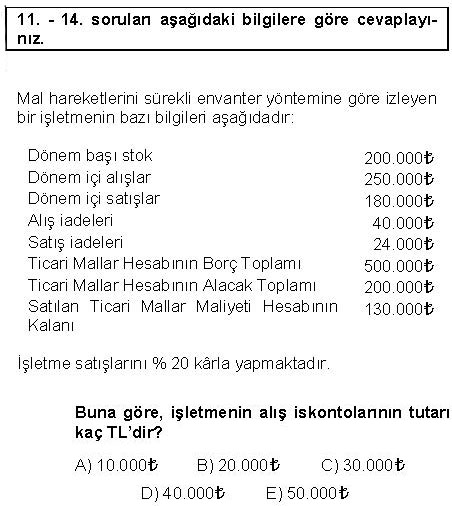 11. - 14. soruları aşağıdaki bilgilere göre cevaplayı-
nız.
Mal hareketlerini sürekli envanter yöntemine göre izleyen
bir işletmenin bazı bilgileri aşağıdadır:
Dönem başı stok 200.000₺
Dönem içi alışlar 250.000₺
Dönem içi satışlar 180.000₺
Alış iadeleri 40.000₺
Satış iadeleri 24.000₺
Ticari Mallar Hesabının Borç Toplamı 500.000₺
Ticari Mallar Hesabının Alacak Toplamı 200.000₺
Satılan Ticari Mallar Maliyeti Hesabının 130.000₺
Kalanı
İşletme satışlarını % 20 kârla yapmaktadır.
Buna göre, işletmenin alış iskontolarının tutarı
kaç TL'dir?
A) 10.000₺ B) 20.000₺ C) 30.000₺
D) 40.000₺ E) 50.000₺